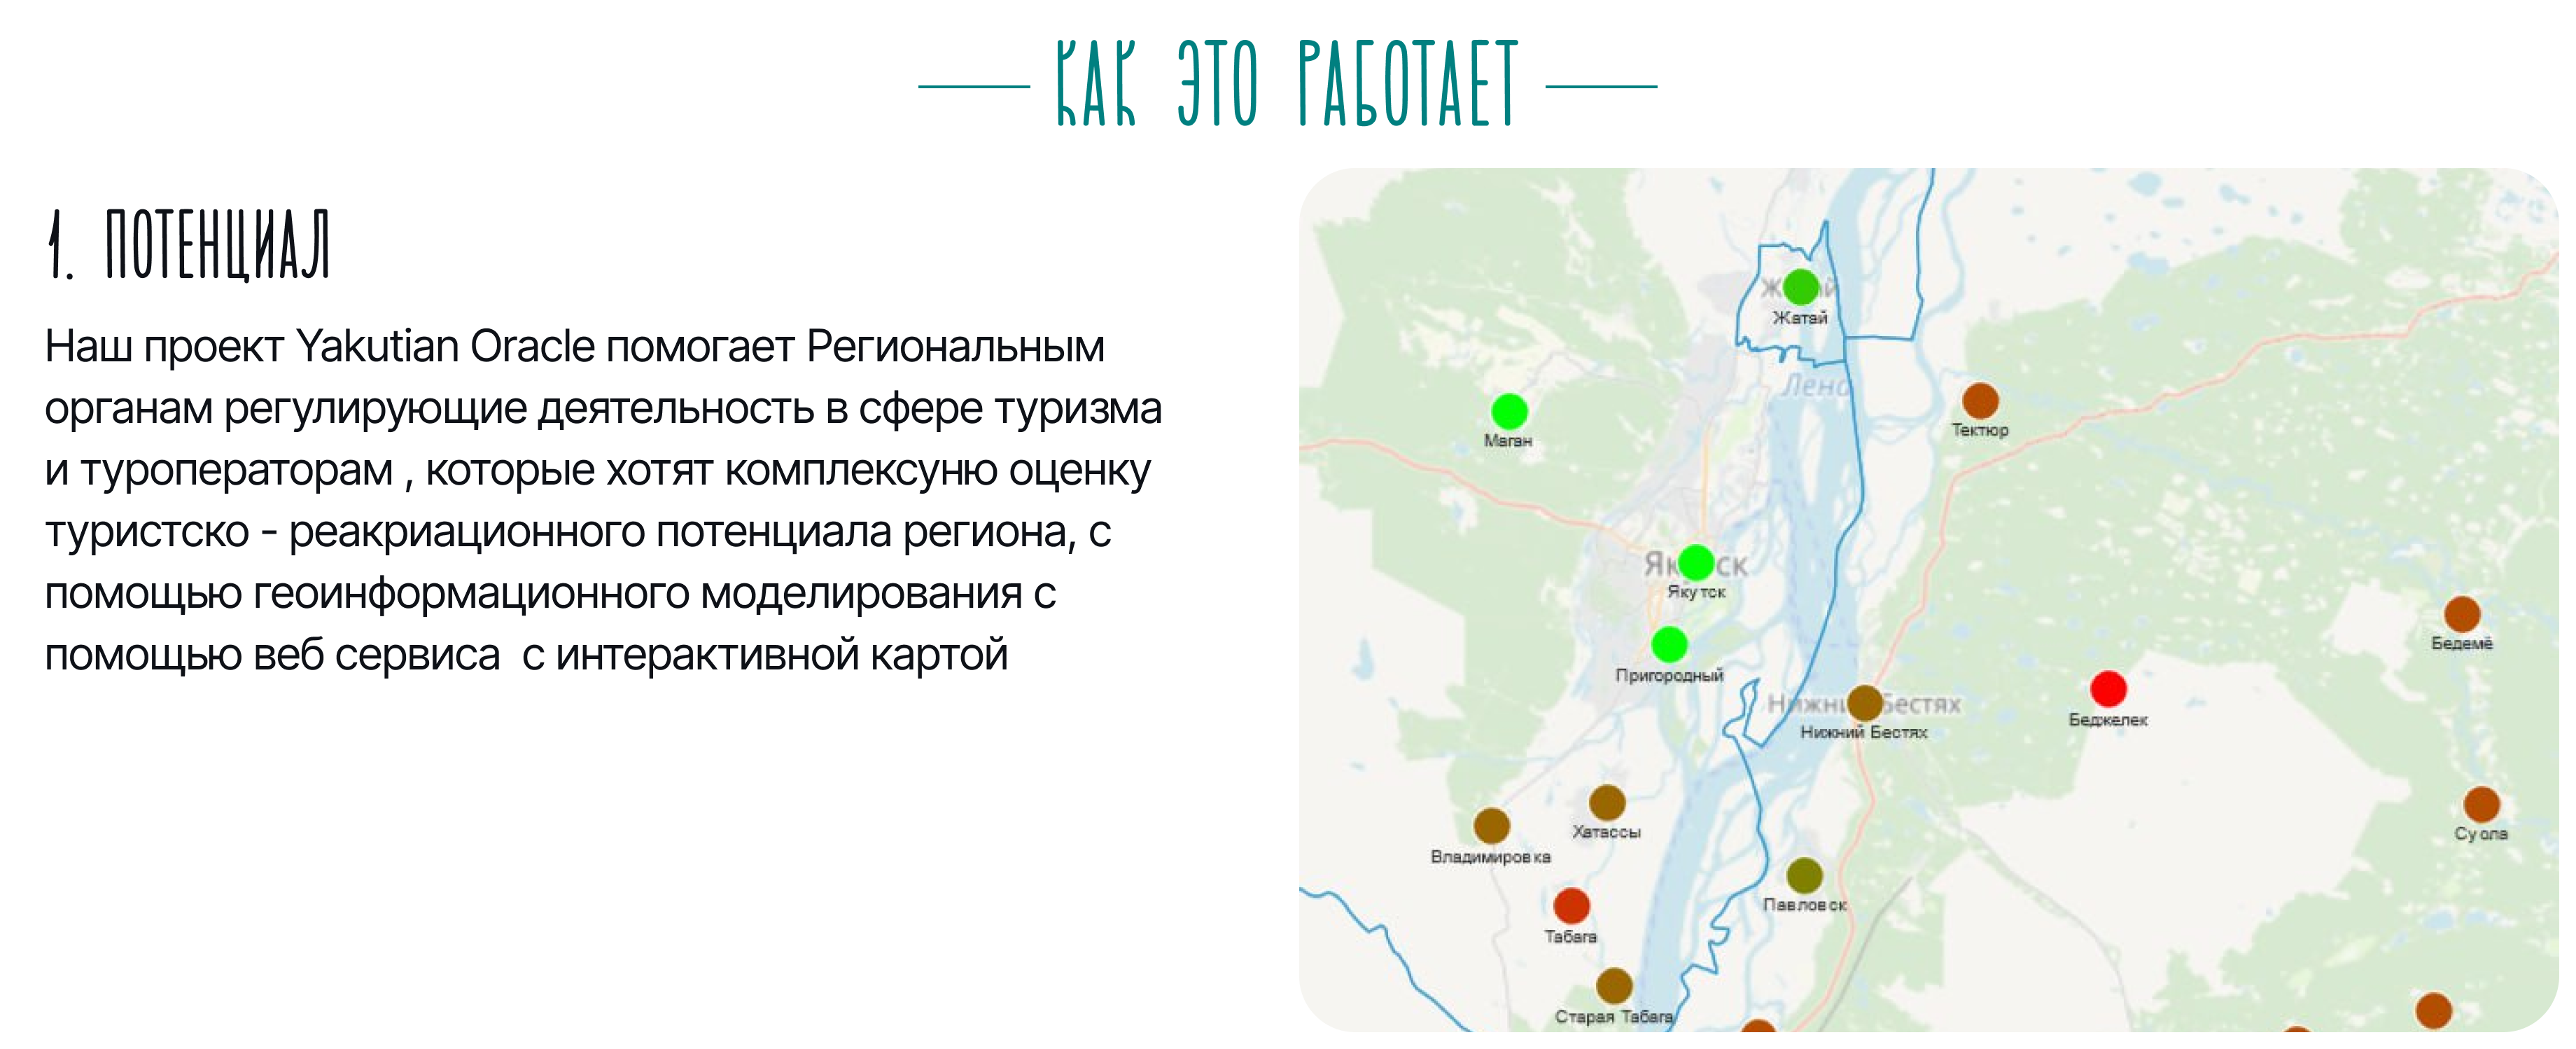 КАК ЭТО РАБОТАЕТ
1. ПОТЕНЦИАЛ
Наш проект Yakutian Oracle помогает Региональным
органам регулирующие деятельность в сфере туризма
и туроператорам , которые хотят комплексуню оценку
туристско - реакриационного потенциала региона, с
помощью геоинформационного моделирования с
помощью веб сервиса  с интерактивной картой
Жатай
Лена
Маган
Тектюр
Якутск
Пригородный
Бедемё
Беджелек
Нижний Бестях
Нижний Бестях
Хатассы
Владимировка
Суола
Павловск
Табага
Старая Табага